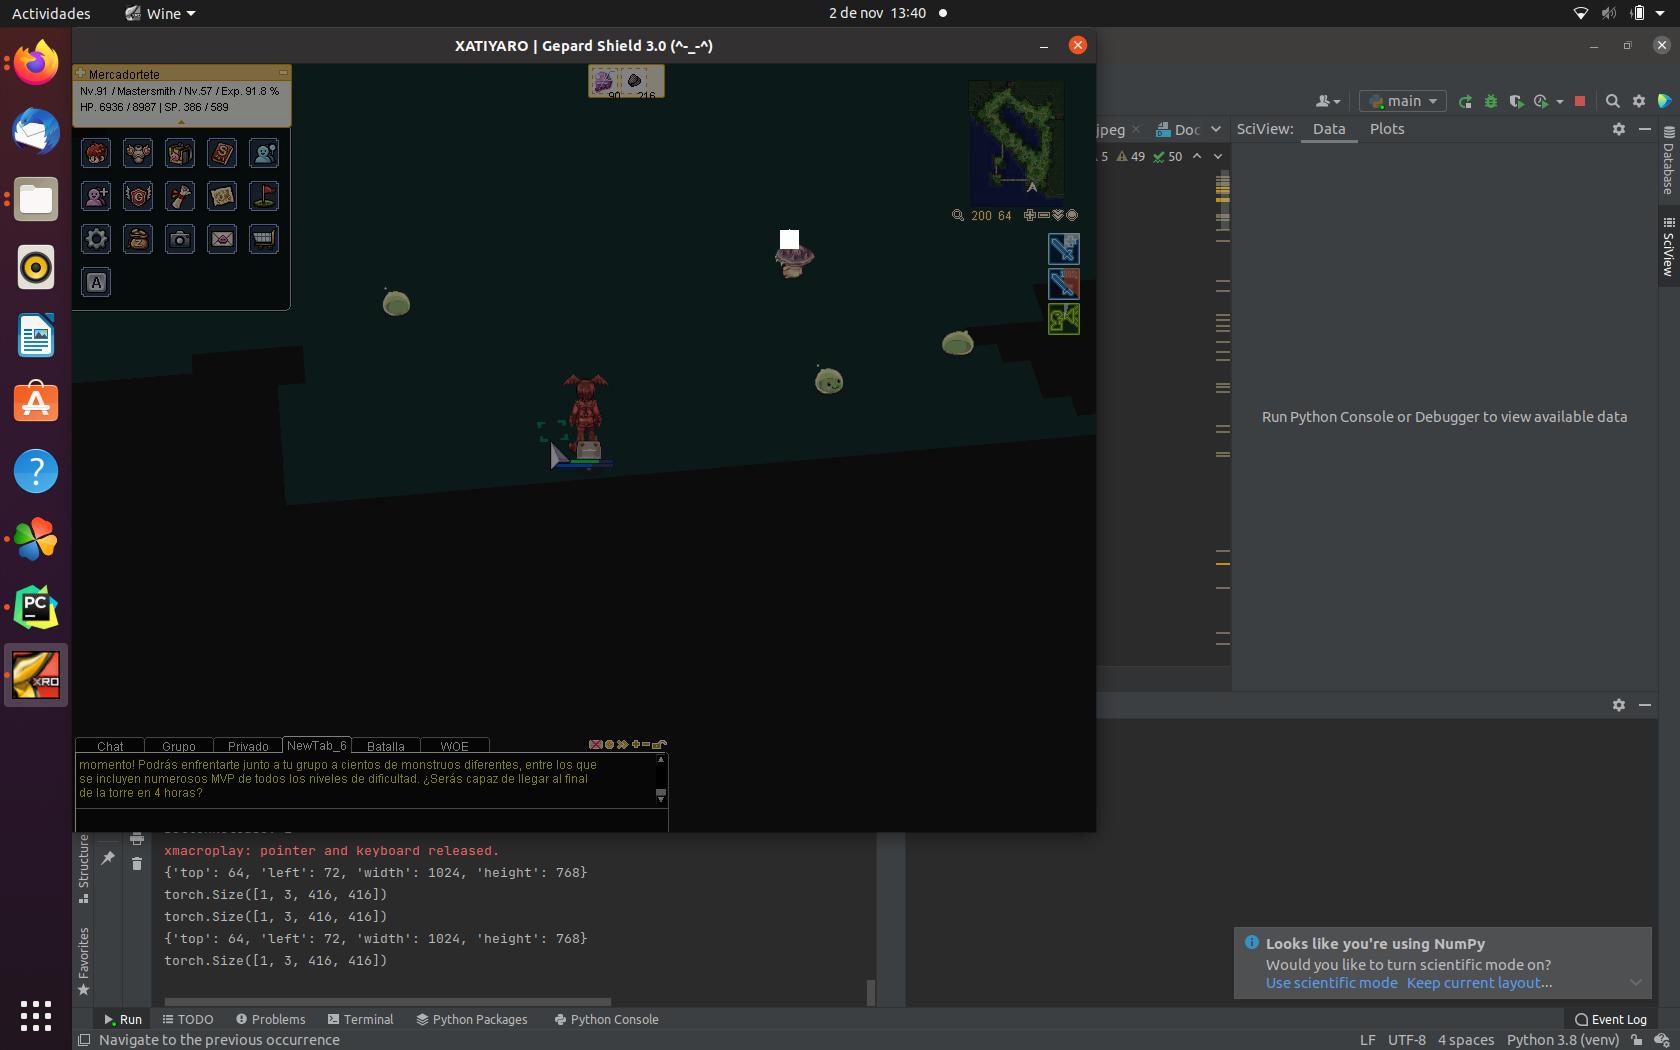 Actividades
Wine
2 de nov 13:40
XATIYARO | Gepard Shield 3.0 (^-_-^)
Mercadortete
Nv.91 / Mastersmith / Nv.57 / Exp. 91.8 %
HP. 6936 / 8987 | SP. 386 / 589
90 216
200 64
A
main
jpeg
Doc
SciView:
Data
Plots
5
49
50
Database
SciView
Run Python Console or Debugger to view available data
Chat
Grupo
Privado
NewTab_6
Batalla
WOE
momento! Podrás enfrentarte junto a tu grupo a cientos de monstruos diferentes, entre los que
se incluyen numerosos MVP de todos los niveles de dificultad. ¿Serás capaz de llegar al final
de la torre en 4 horas?
PC
XRO
Structure
Favorites
xmacroplay: pointer and keyboard released.
{'top': 64, 'left': 72, 'width': 1024, 'height': 768}
torch.Size([1, 3, 416, 416])
torch.Size([1, 3, 416, 416])
{'top': 64, 'left': 72, 'width': 1024, 'height': 768}
torch.Size([1, 3, 416, 416])
Looks like you're using NumPy
Would you like to turn scientific mode on?
Use scientific mode Keep current layout...
Run
TODO
Problems
Terminal
Python Packages
Python Console
Event Log
Navigate to the previous occurrence
LF UTF-8 4 spaces Python 3.8 (venv)